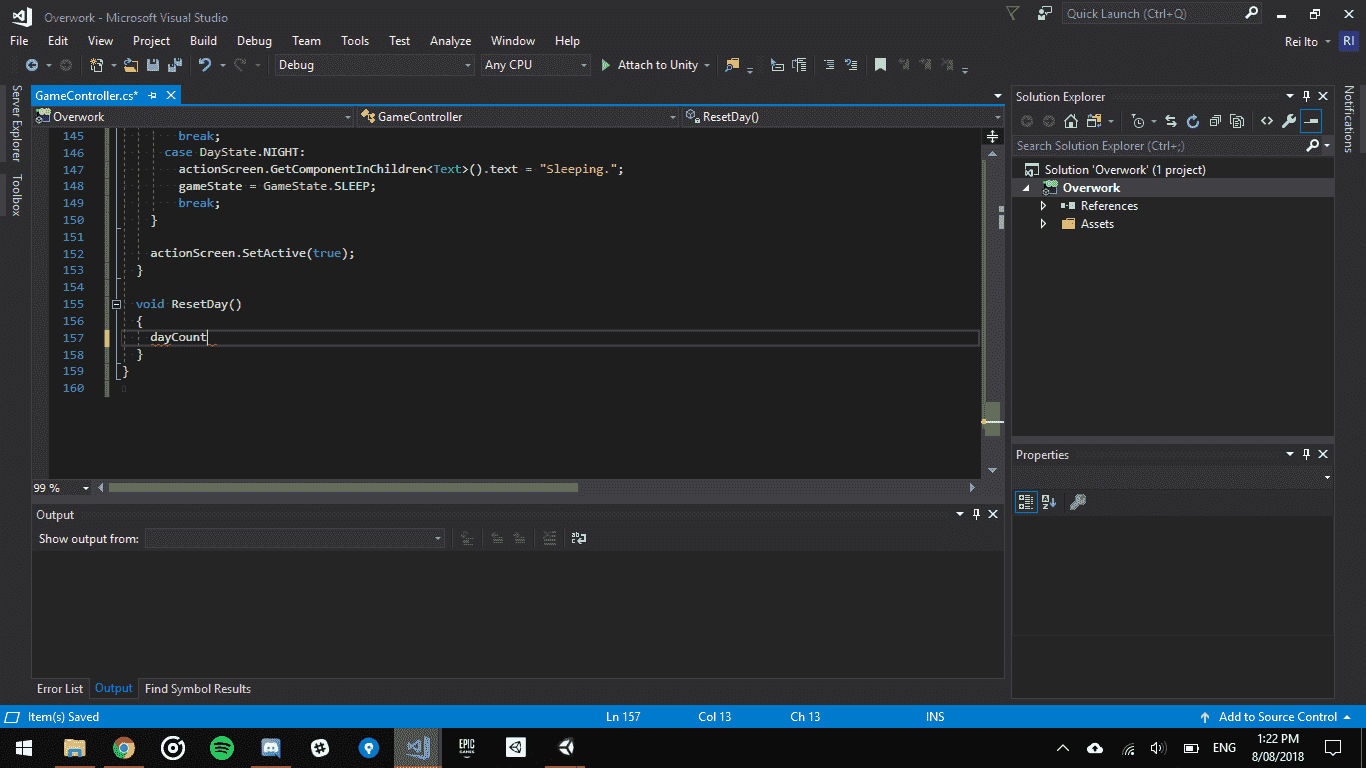 Overwork - Microsoft Visual Studio
Quick Launch (Ctrl+Q)
File Edit View Project Build Debug Team Tools Test Analyze Window Help
Rei Ito RI
Debug Any CPU Attach to Unity
Server Explorer
Toolbox
GameController.cs*
Overwork GameController ResetDay()
145 break;
146 case DayState.NIGHT:
147 actionScreen.GetComponentInChildren<Text>().text = "Sleeping.";
148 gameState = GameState.SLEEP;
149 break;
150 }
151
152 actionScreen.SetActive(true);
153 }
154
155 void ResetDay()
156 {
157 dayCount
158 }
159 }
160
99 %
Output
Show output from:
Error List Output Find Symbol Results
Solution Explorer
Search Solution Explorer (Ctrl+;)
Solution 'Overwork' (1 project)
Overwork
References
Assets
Properties
Notifications
Item(s) Saved Ln 157 Col 13 Ch 13 INS Add to Source Control
EPIC
GAMES
ENG
1:22 PM
8/08/2018